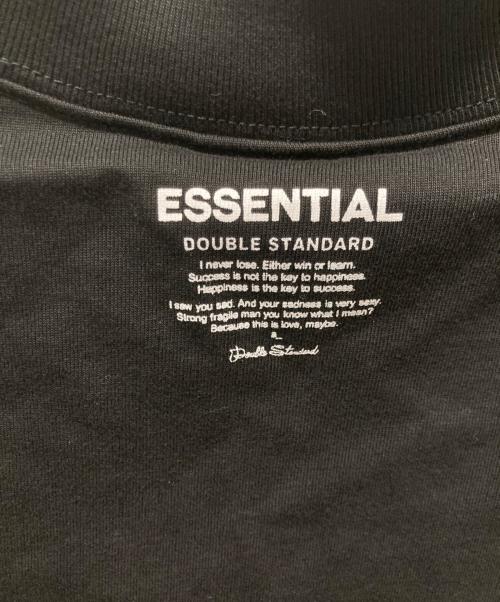 ESSENTIAL
DOUBLE STANDARD
I never lose. Either win or learn.
Success is not the key to happiness.
Happiness is the key to success.
I saw you sad. And your sadness is very sexy.
Strong fragile man you know what I mean?
Because this is love, maybe.
Double Standard